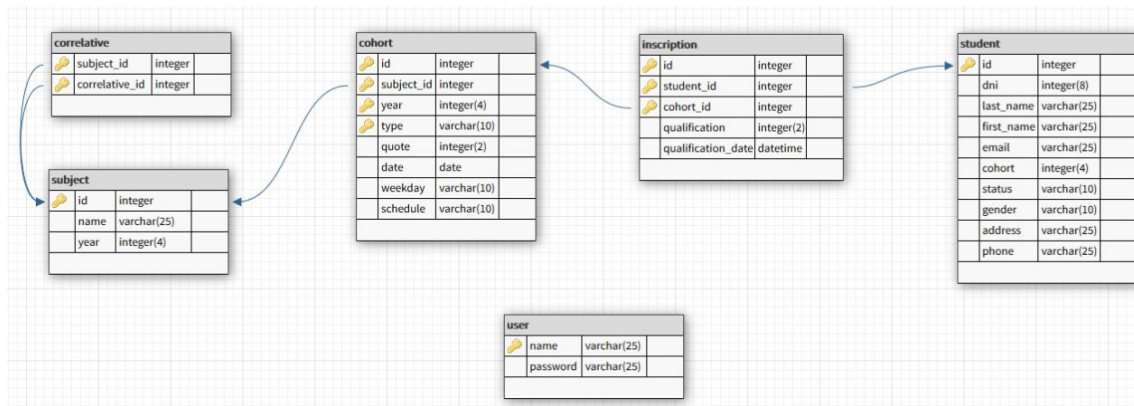 correlative
subject_id integer
correlative_id integer
subject
id integer
name varchar(25)
year integer(4)
cohort
id integer
subject_id integer
year integer(4)
type varchar(10)
quote integer(2)
date date
weekday varchar(10)
schedule varchar(10)
inscription
id integer
student_id integer
cohort_id integer
qualification integer(2)
qualification_date datetime
student
id integer
dni integer(8)
last_name varchar(25)
first_name varchar(25)
email varchar(25)
cohort integer(4)
status varchar(10)
gender varchar(10)
address varchar(25)
phone varchar(25)
user
name varchar(25)
password varchar(25)